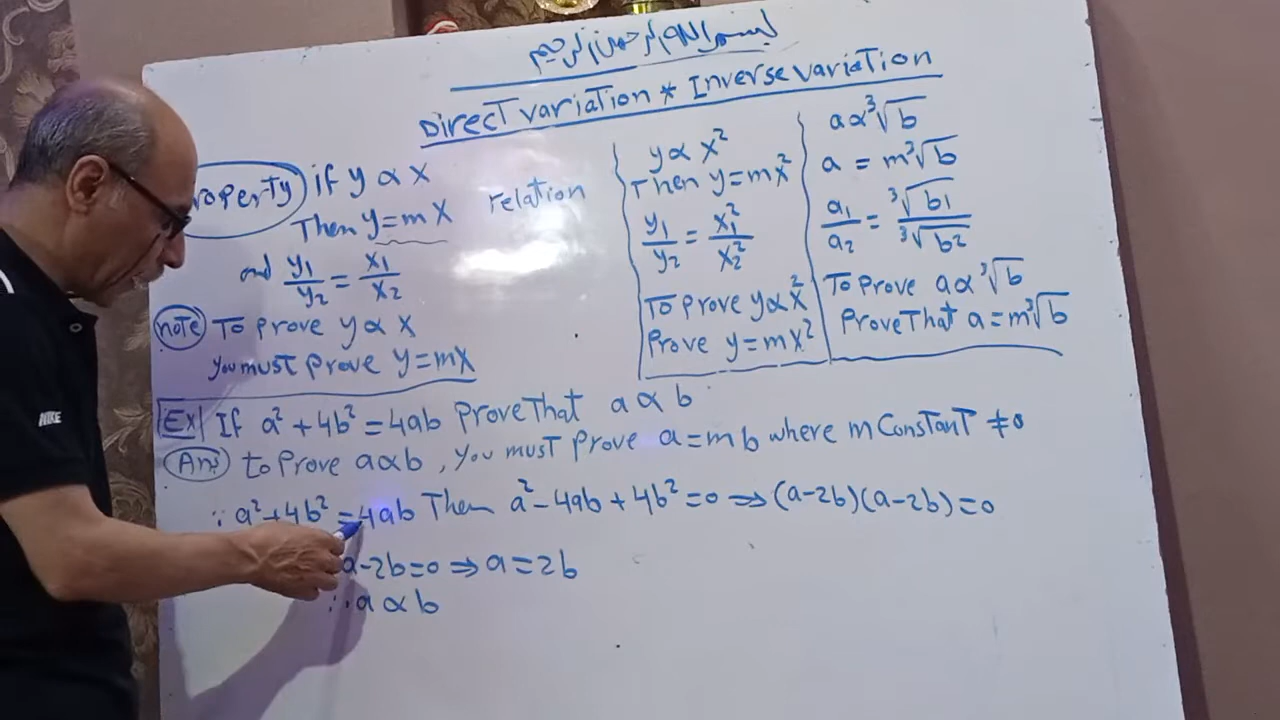 بسم الله الرحمن الرحيم
Direct variation * Inverse variation
roperty if y α x
Then y=mx relation
and y₁/y₂ = x₁/x₂
note To prove y α x
you must prove y=mx
y α x²
Then y=mx²
y₁/y₂ = x₁²/x₂²
To prove y α x²
Prove y=mx²
a α ³√b
a = m³√b
a₁/a₂ = ³√b₁/³√b₂
To prove a α ³√b
Prove That a=m³√b
Ex If a²+4b²=4ab Prove That a α b
Ans to prove a α b, you must prove a=mb where m constant ≠0
∵ a²+4b²=4ab Then a²-4ab+4b²=0 ⇒ (a-2b)(a-2b)=0
a-2b=0 ⇒ a=2b
∴ a α b
NIKE